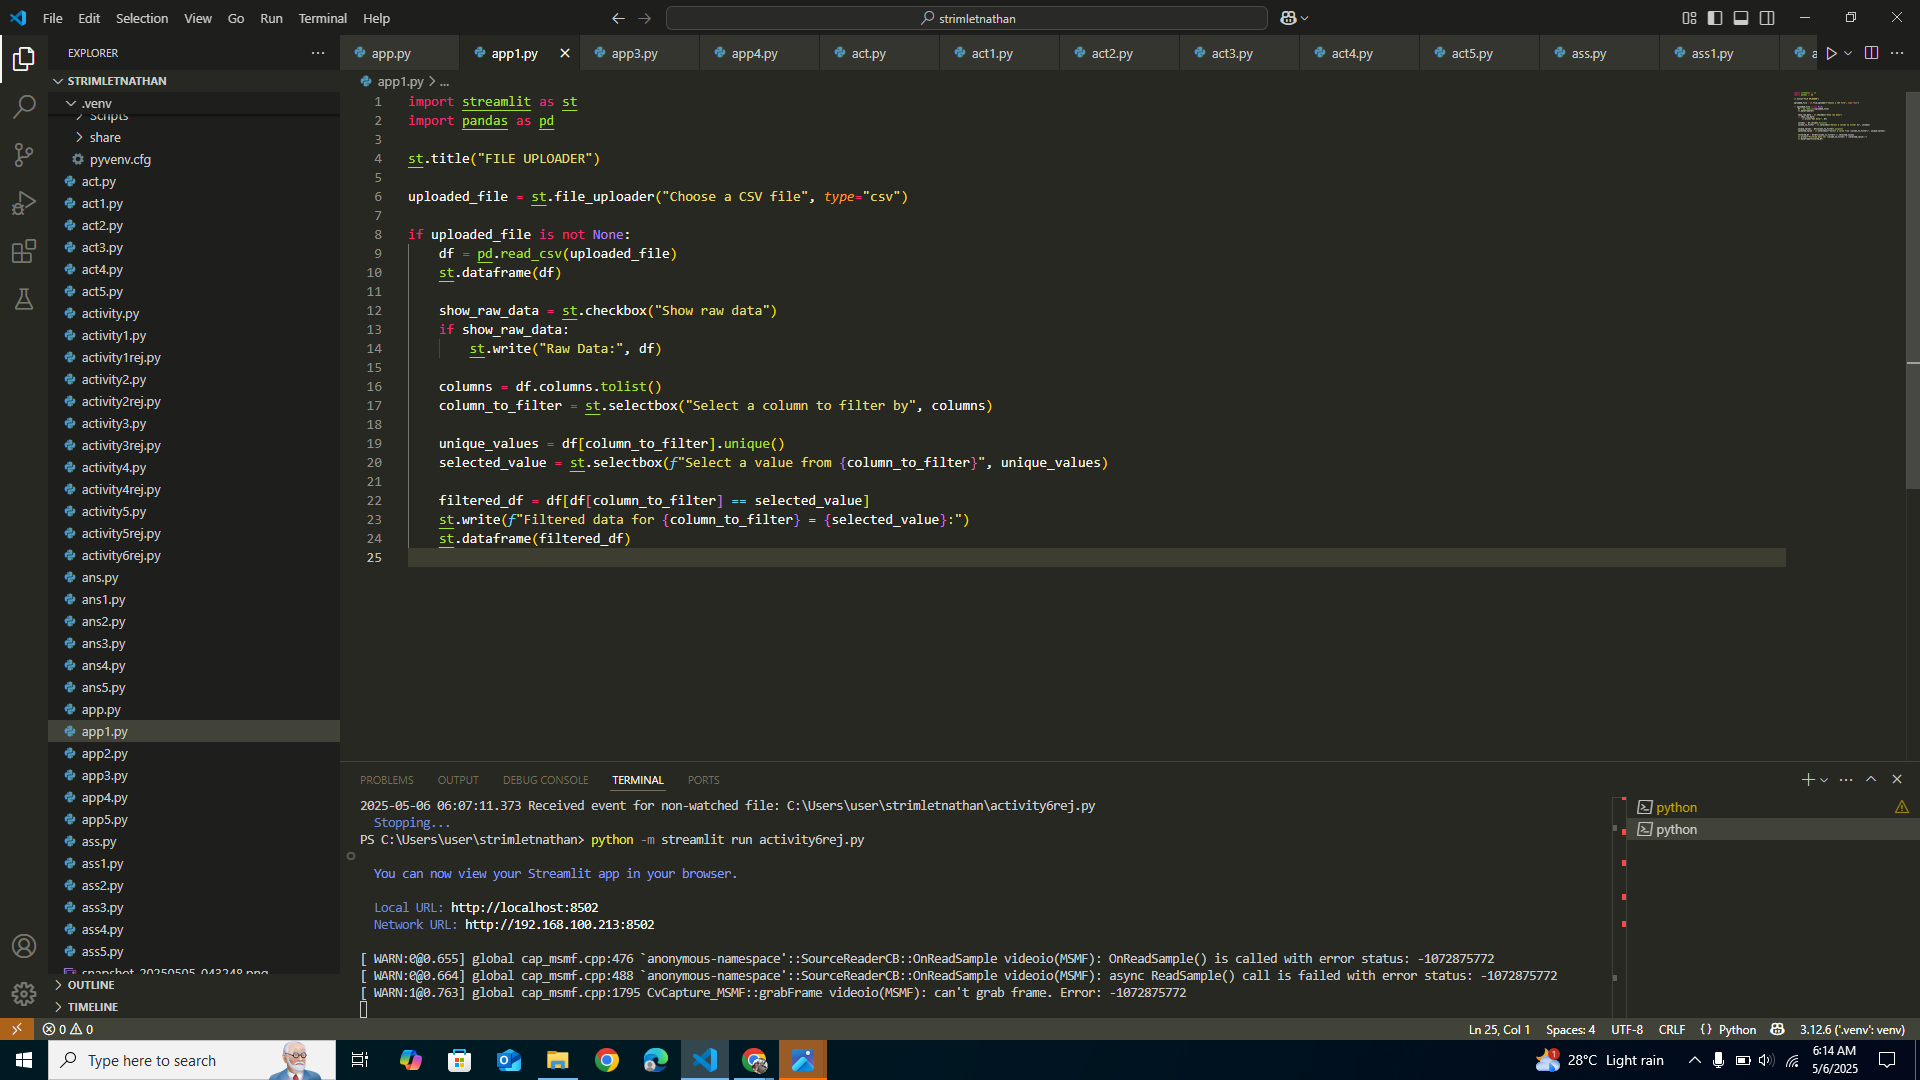 File Edit Selection View Go Run Terminal Help
strimletnathan
EXPLORER
app.py app1.py app3.py app4.py act.py act1.py act2.py act3.py act4.py act5.py ass.py ass1.py
STRIMLETNATHAN
.venv
Scripts
share
pyvenv.cfg
act.py
act1.py
act2.py
act3.py
act4.py
act5.py
activity.py
activity1.py
activity1rej.py
activity2.py
activity2rej.py
activity3.py
activity3rej.py
activity4.py
activity4rej.py
activity5.py
activity5rej.py
activity6rej.py
ans.py
ans1.py
ans2.py
ans3.py
ans4.py
ans5.py
app.py
app1.py
app2.py
app3.py
app4.py
app5.py
ass.py
ass1.py
ass2.py
ass3.py
ass4.py
ass5.py
snapshot_20250505_043248.png
OUTLINE
TIMELINE
app1.py > ...
1 import streamlit as st
2 import pandas as pd
3
4 st.title("FILE UPLOADER")
5
6 uploaded_file = st.file_uploader("Choose a CSV file", type="csv")
7
8 if uploaded_file is not None:
9 df = pd.read_csv(uploaded_file)
10 st.dataframe(df)
11
12 show_raw_data = st.checkbox("Show raw data")
13 if show_raw_data:
14 st.write("Raw Data:", df)
15
16 columns = df.columns.tolist()
17 column_to_filter = st.selectbox("Select a column to filter by", columns)
18
19 unique_values = df[column_to_filter].unique()
20 selected_value = st.selectbox(f"Select a value from {column_to_filter}", unique_values)
21
22 filtered_df = df[df[column_to_filter] == selected_value]
23 st.write(f"Filtered data for {column_to_filter} = {selected_value}:")
24 st.dataframe(filtered_df)
25
PROBLEMS OUTPUT DEBUG CONSOLE TERMINAL PORTS
2025-05-06 06:07:11.373 Received event for non-watched file: C:\Users\user\strimletnathan\activity6rej.py
Stopping...
PS C:\Users\user\strimletnathan> python -m streamlit run activity6rej.py
You can now view your Streamlit app in your browser.
Local URL: http://localhost:8502
Network URL: http://192.168.100.213:8502
[ WARN:0@0.655] global cap_msmf.cpp:476 `anonymous-namespace'::SourceReaderCB::OnReadSample videoio(MSMF): OnReadSample() is called with error status: -1072875772
[ WARN:0@0.664] global cap_msmf.cpp:488 `anonymous-namespace'::SourceReaderCB::OnReadSample videoio(MSMF): async ReadSample() call is failed with error status: -1072875772
[ WARN:1@0.763] global cap_msmf.cpp:1795 CvCapture_MSMF::grabFrame videoio(MSMF): can't grab frame. Error: -1072875772
python
python
0 0
Ln 25, Col 1 Spaces: 4 UTF-8 CRLF {} Python 3.12.6 ('.venv': venv)
Type here to search
1
28°C Light rain
6:14 AM
5/6/2025